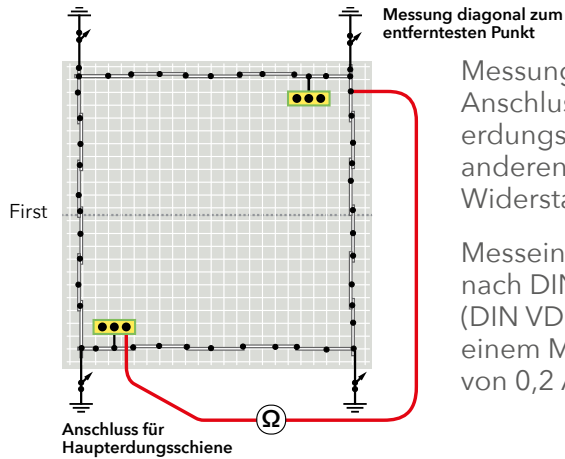 Messung diagonal zum
entferntesten Punkt
Messung
Anschlus
erdungs
anderen
Widersta
First
Messein
nach DIN
(DIN VD
einem M
von 0,2 A
Ω
Anschluss für
Haupterdungsschiene